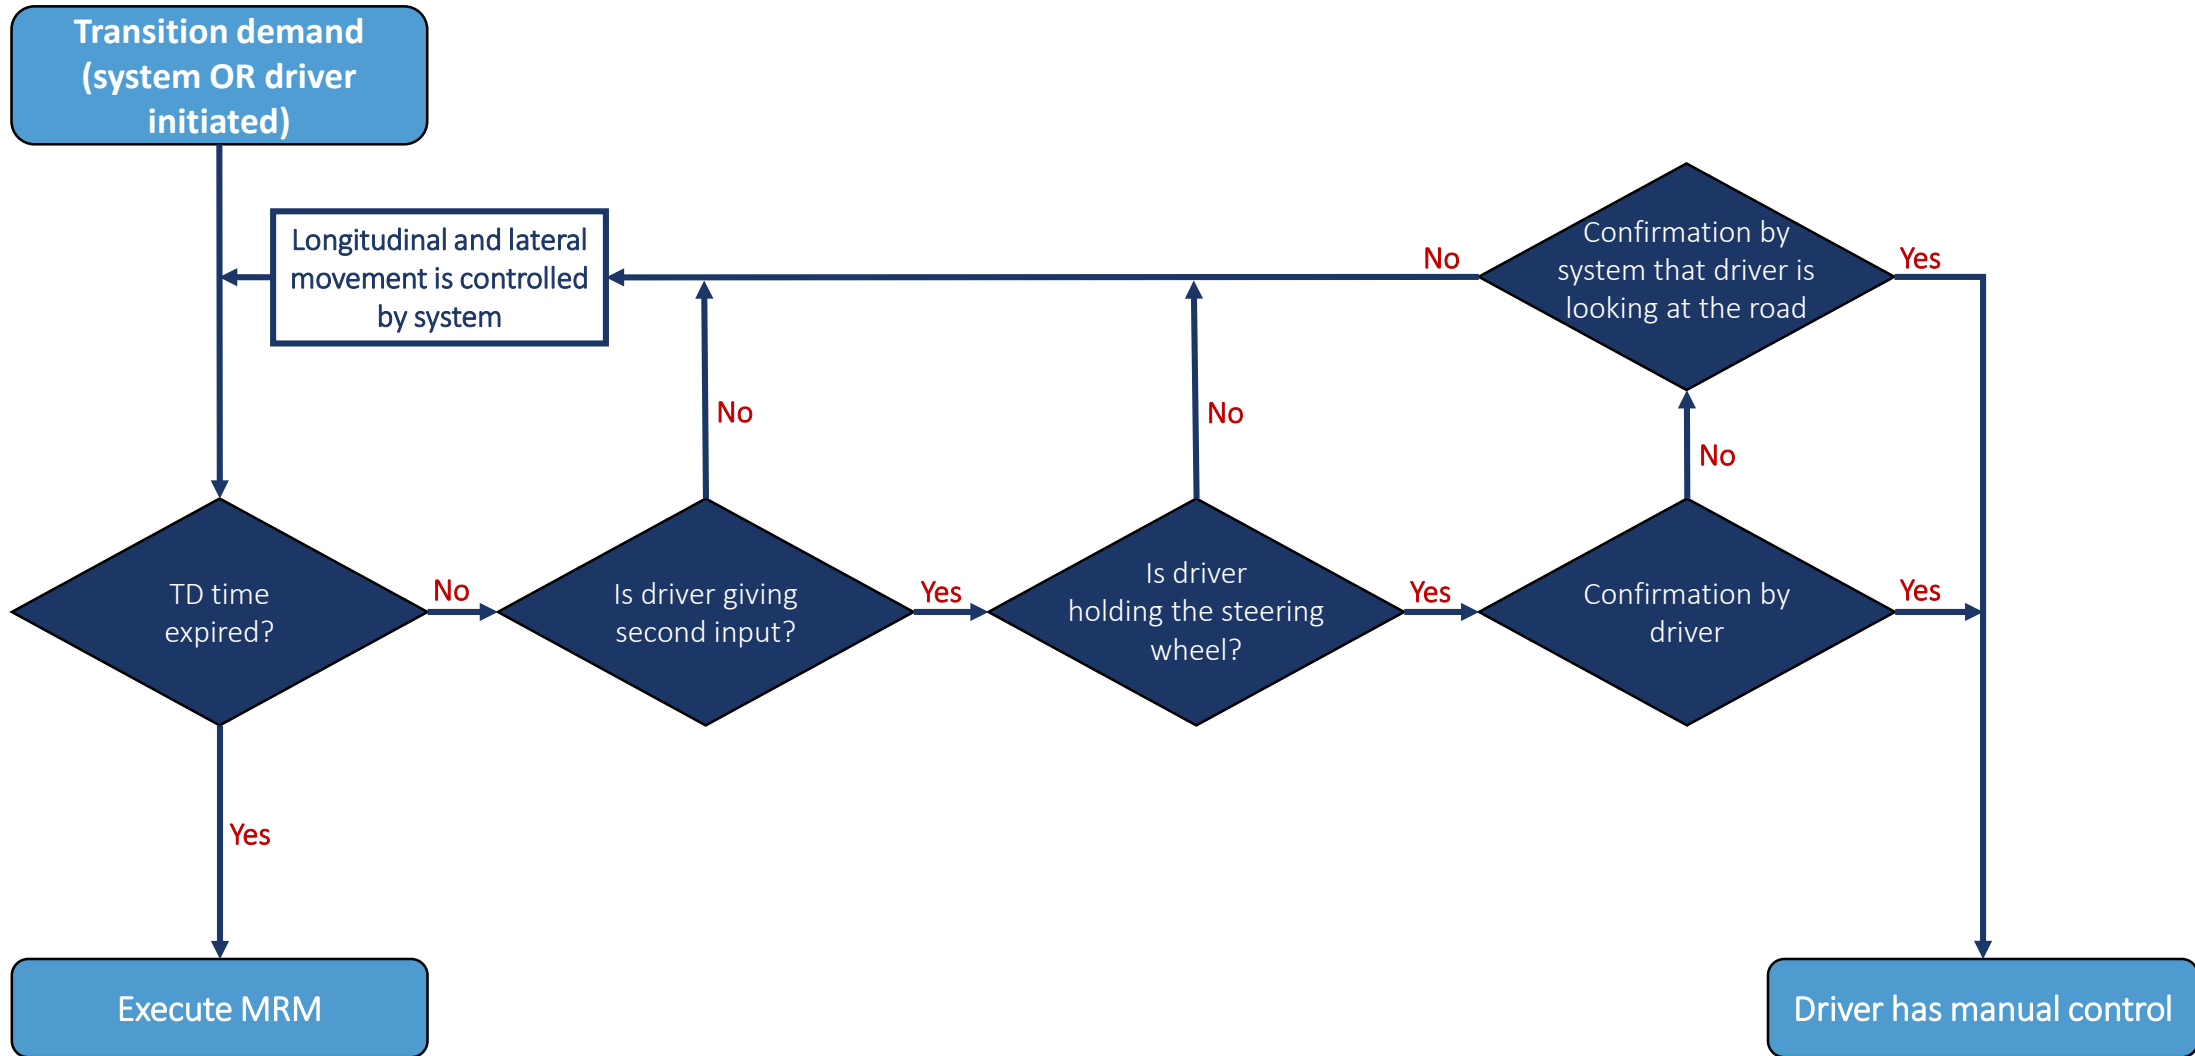 Transition demand
(system OR driver
initiated)
Longitudinal and lateral
movement is controlled
by system
No
Confirmation by
system that driver is
looking at the road
Yes
No
No
No
TD time
expired?
No
Is driver giving
second input?
Yes
Is driver
holding the steering
wheel?
Yes
Confirmation by
driver
Yes
Yes
Execute MRM
Driver has manual control